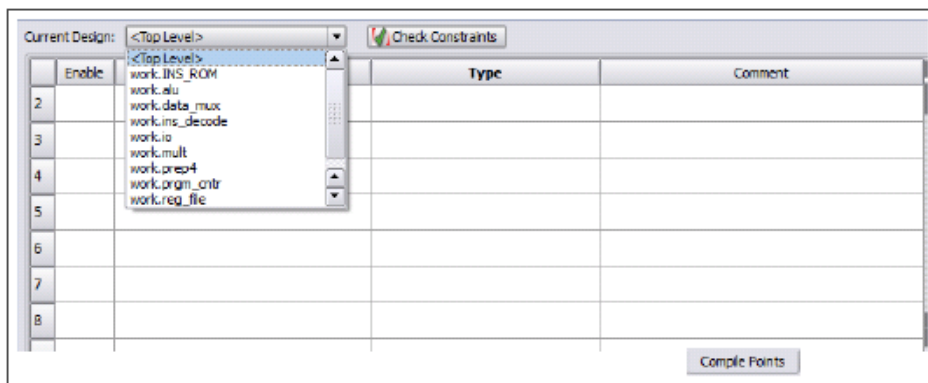 Current Design: <Top Level> Check Constraints
Enable Type Comment
<Top Level>
work.INS_ROM
work.alu
work.data_mux
work.ins_decode
work.io
work.mult
work.prep4
work.prgm_cntr
work.reg_file
2
3
4
5
6
7
8
Compile Points